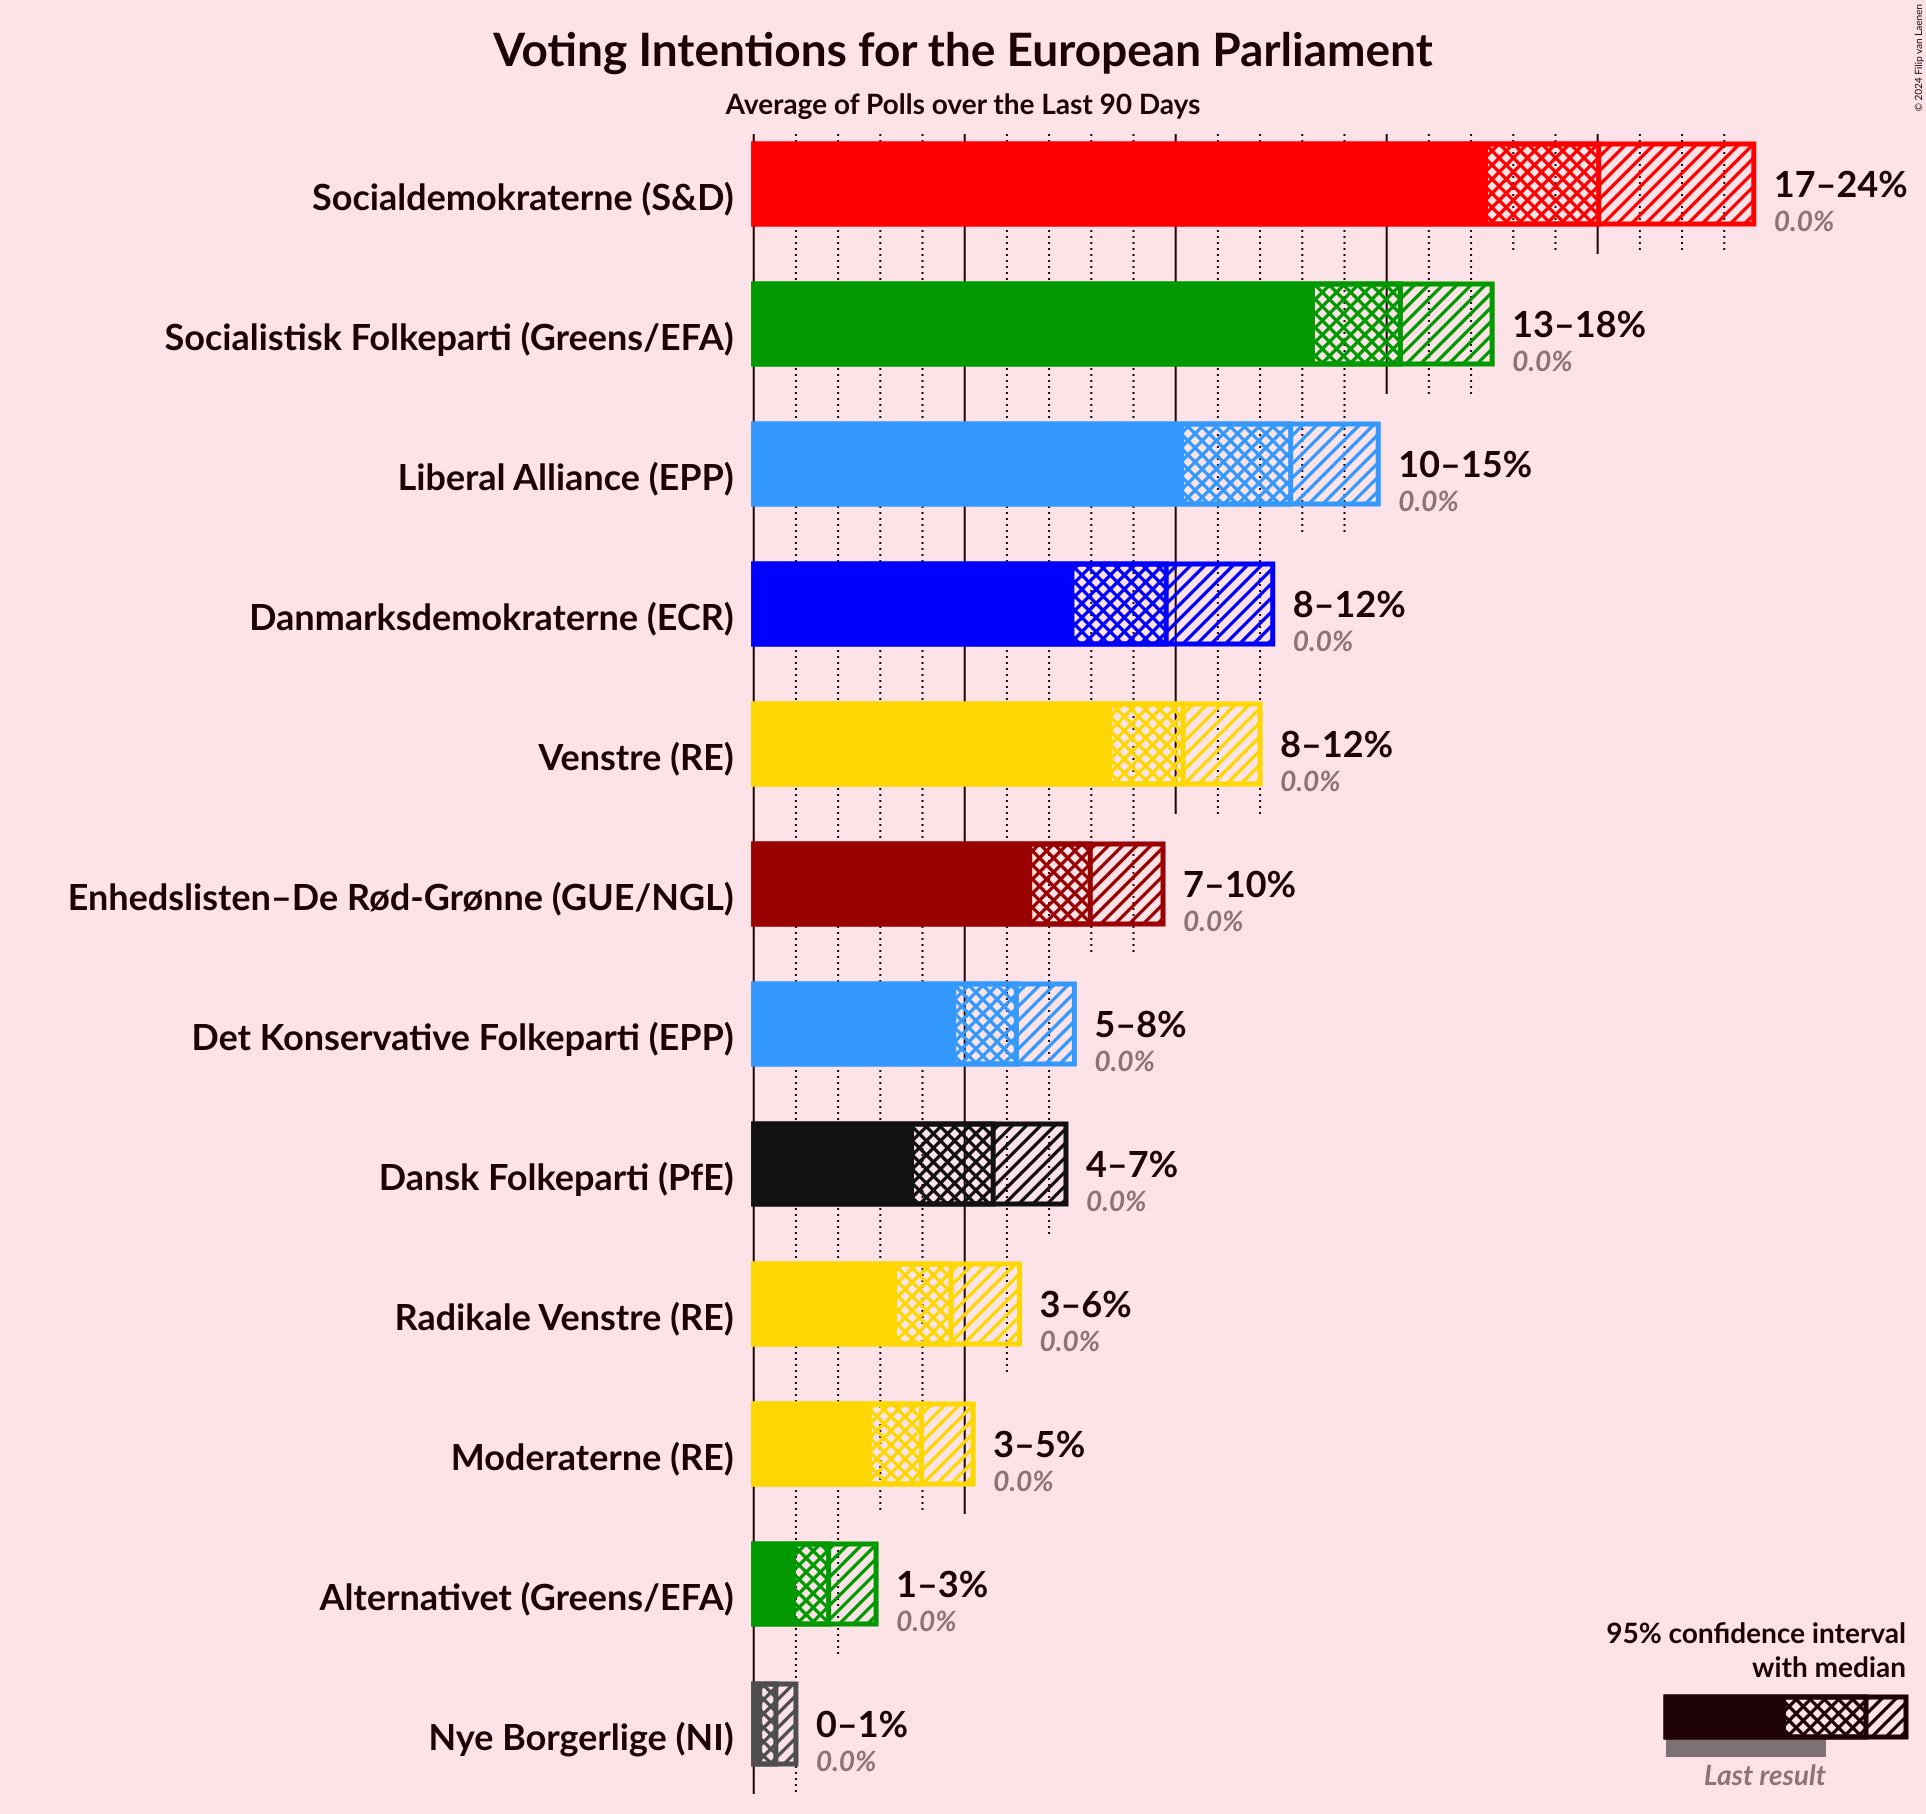 Voting Intentions for the European Parliament
Average of Polls over the Last 90 Days
© 2024 Filip van Laenen
Socialdemokraterne (S&D)
17–24%
0.0%
Socialistisk Folkeparti (Greens/EFA)
13–18%
0.0%
Liberal Alliance (EPP)
10–15%
0.0%
Danmarksdemokraterne (ECR)
8–12%
0.0%
Venstre (RE)
8–12%
0.0%
Enhedslisten–De Rød-Grønne (GUE/NGL)
7–10%
0.0%
Det Konservative Folkeparti (EPP)
5–8%
0.0%
Dansk Folkeparti (PfE)
4–7%
0.0%
Radikale Venstre (RE)
3–6%
0.0%
Moderaterne (RE)
3–5%
0.0%
Alternativet (Greens/EFA)
1–3%
0.0%
Nye Borgerlige (NI)
0–1%
0.0%
95% confidence interval
with median
Last result